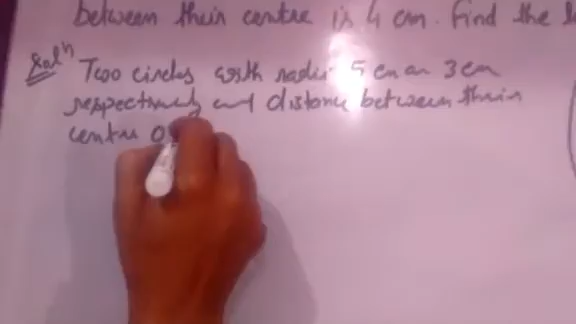 between their centre is 4 cm. Find the
Solⁿ Two circles with radii 5 cm an 3 cm
respectively and distance between their
centre O